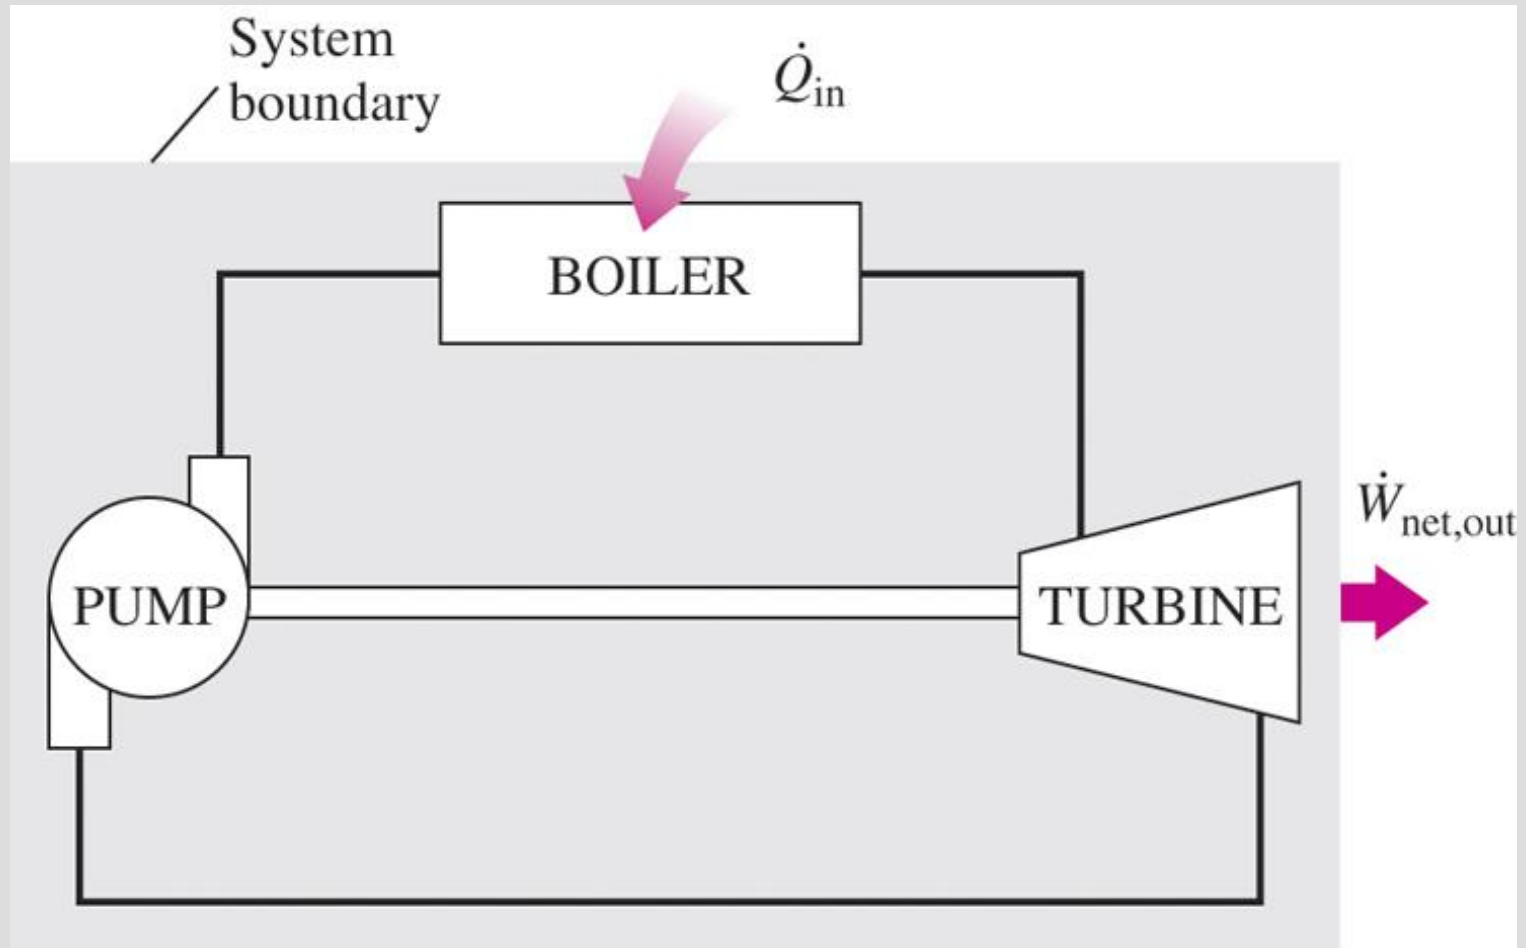 System
boundary
Q̇in
BOILER
Ẇnet,out
PUMP
TURBINE